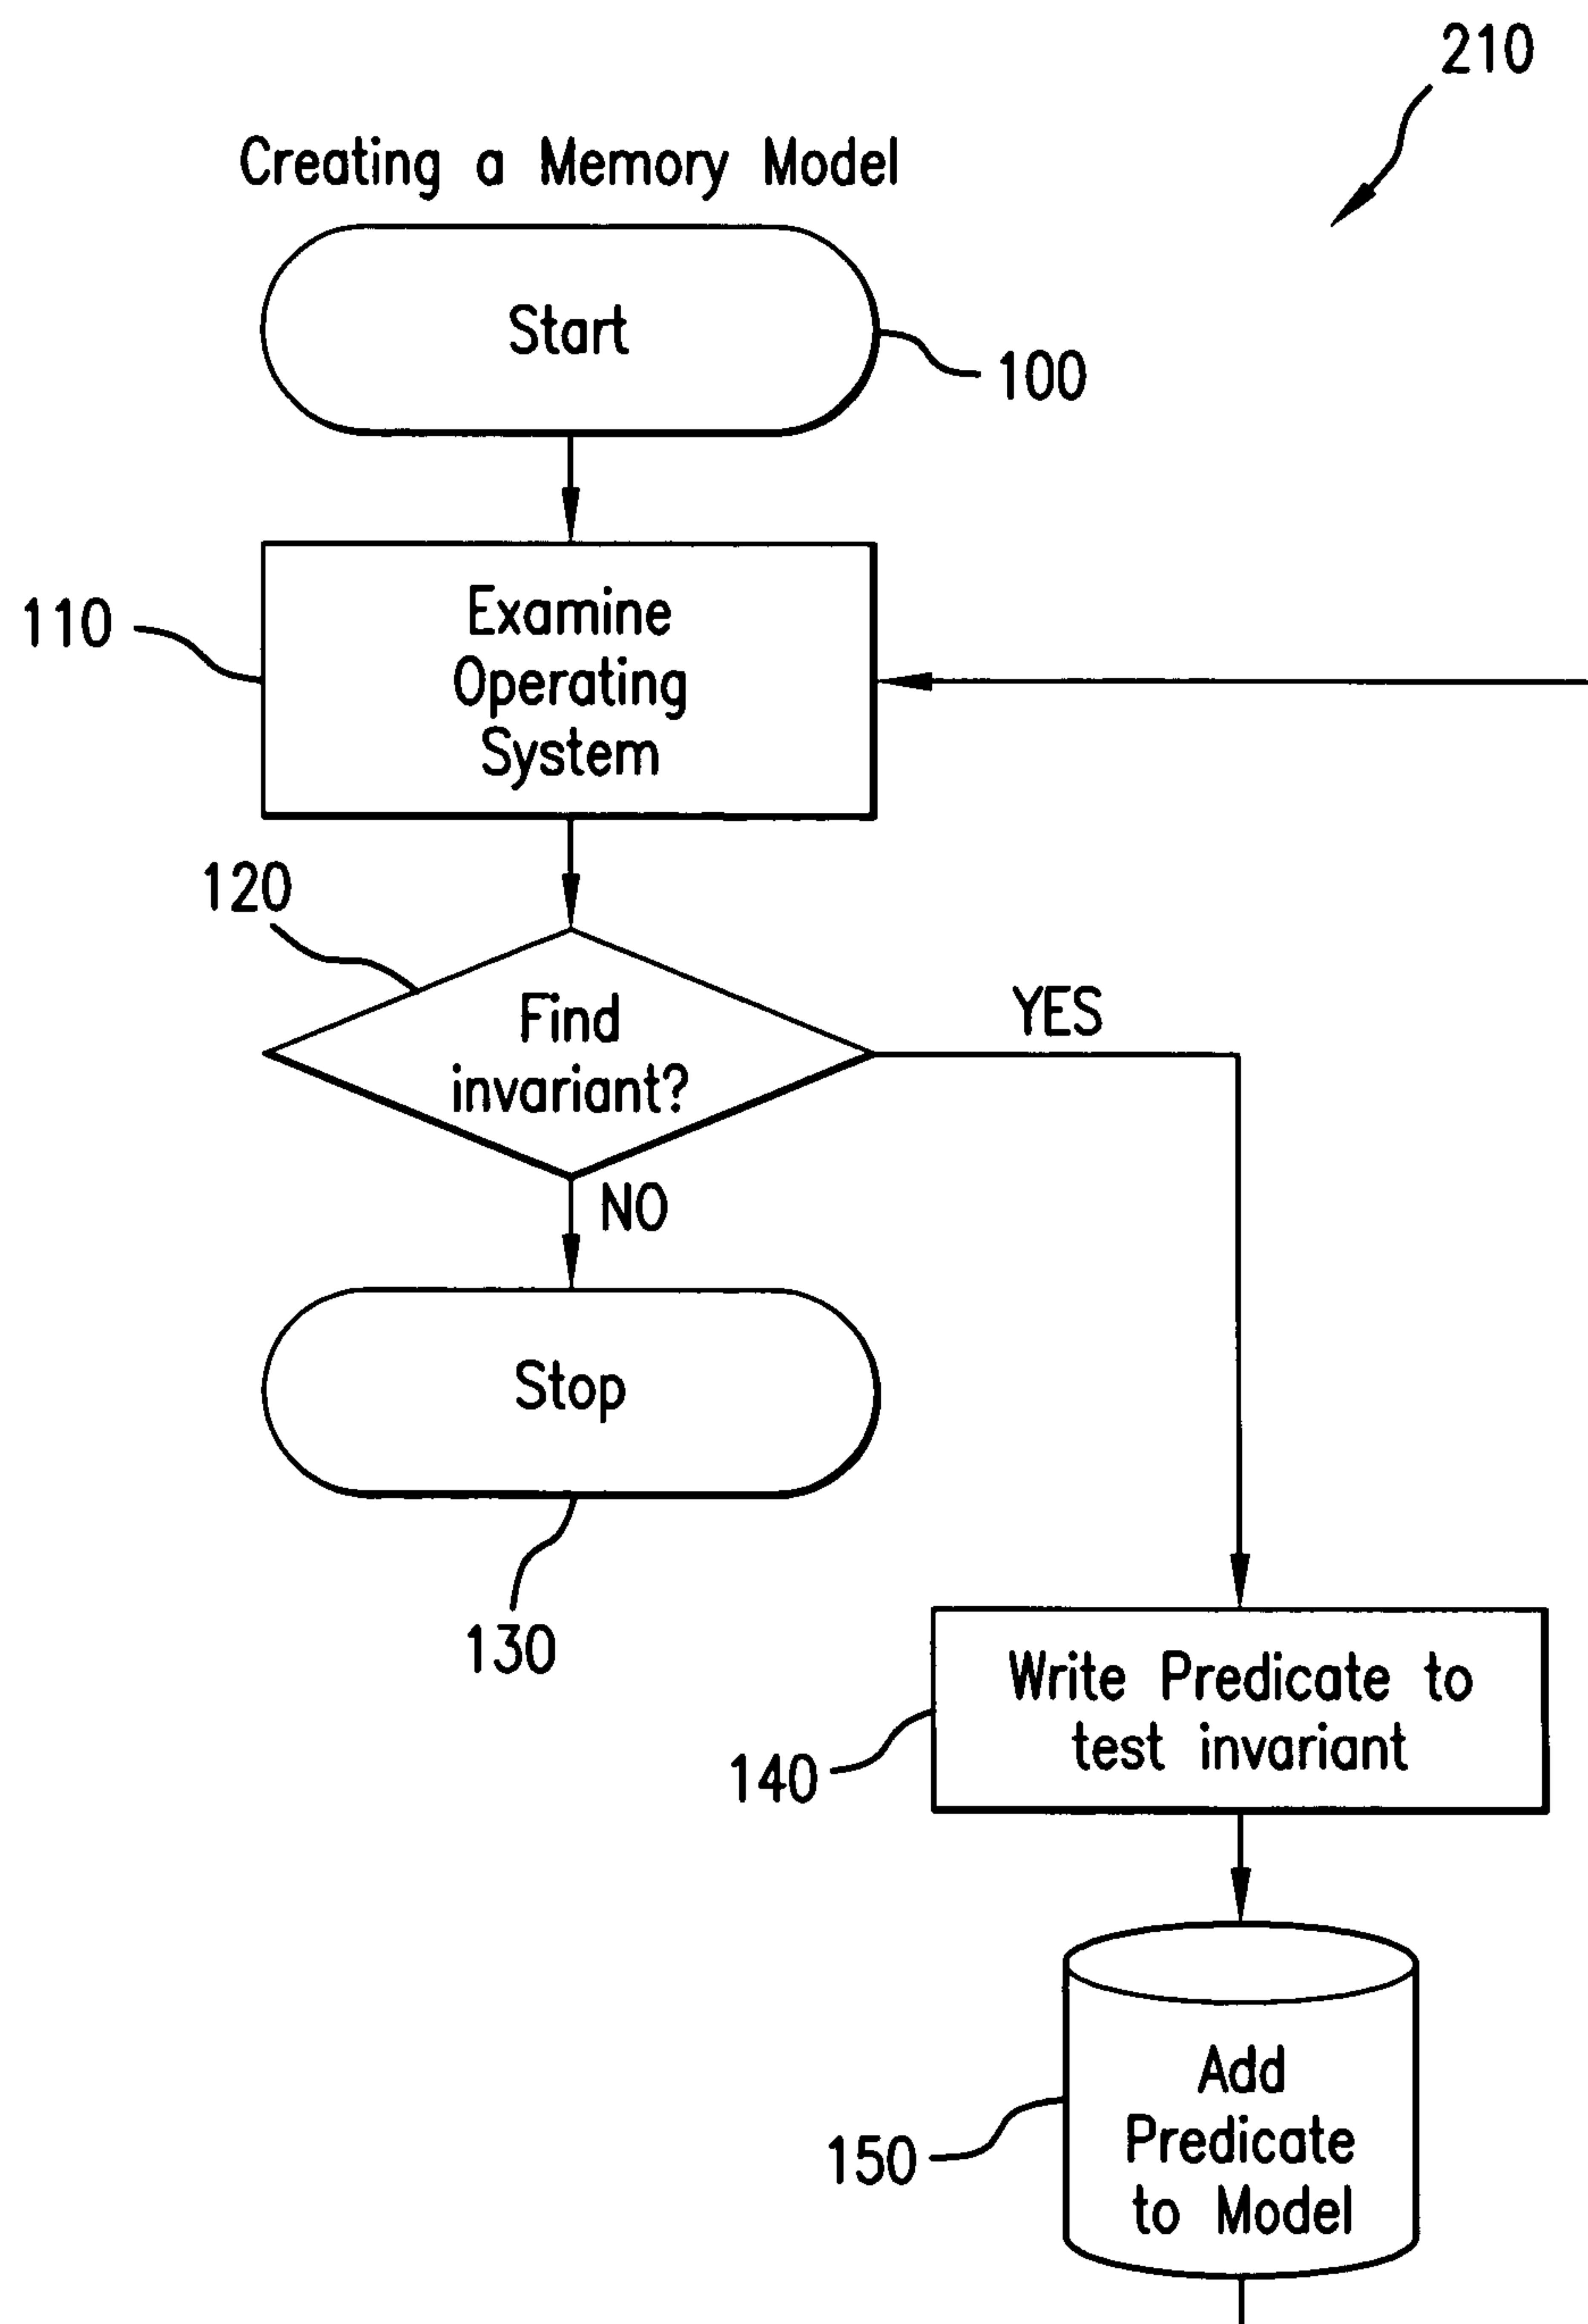 210
Creating a Memory Model
Start
100
110
Examine
Operating
System
120
Find
invariant?
YES
NO
Stop
130
Write Predicate to
test invariant
140
Add
Predicate
to Model
150